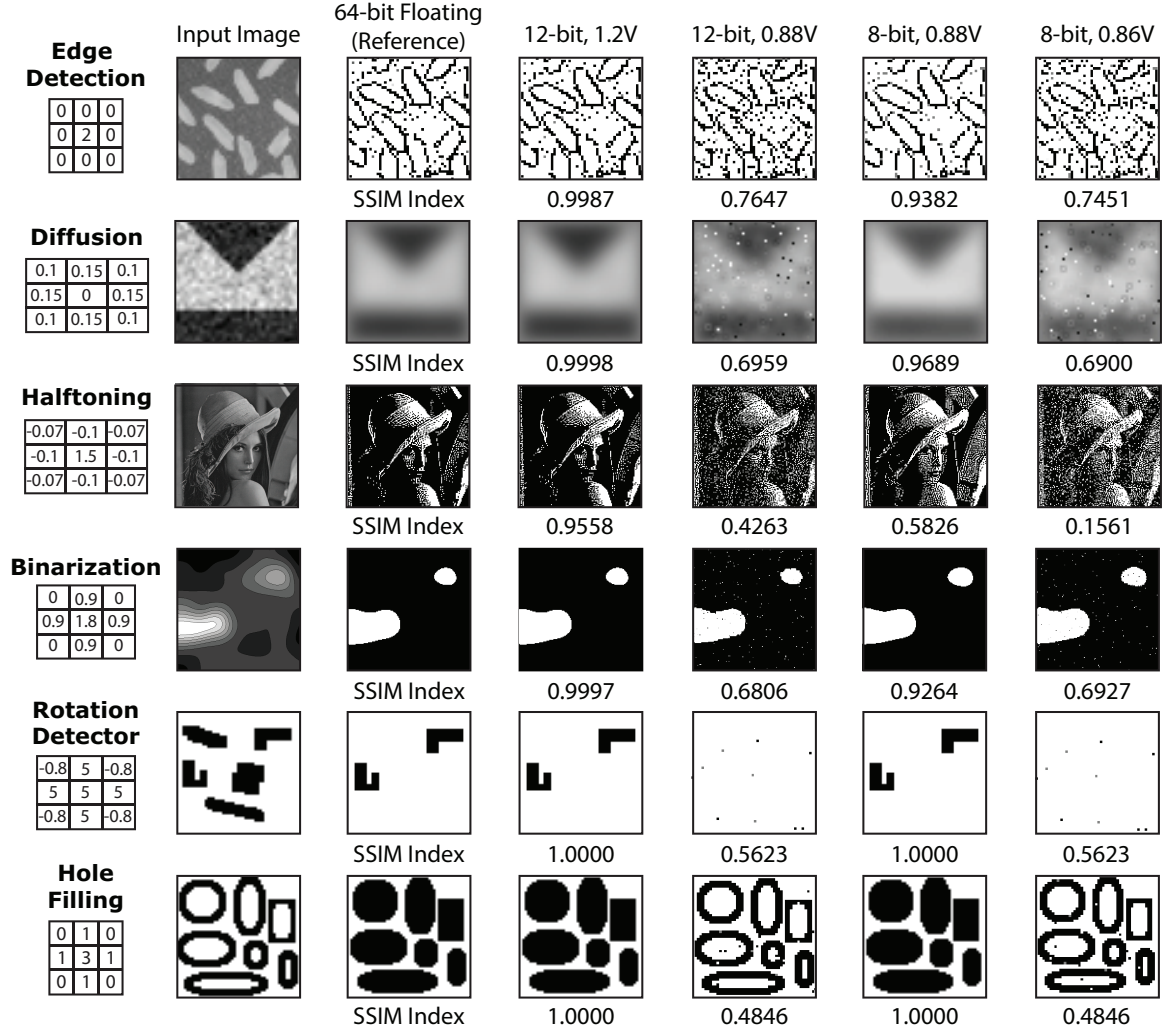 Input Image
64-bit Floating
(Reference)
12-bit, 1.2V
12-bit, 0.88V
8-bit, 0.88V
8-bit, 0.86V
Edge
Detection
0 0 0
0 2 0
0 0 0
SSIM Index 0.9987 0.7647 0.9382 0.7451
Diffusion
0.1 0.15 0.1
0.15 0 0.15
0.1 0.15 0.1
SSIM Index 0.9998 0.6959 0.9689 0.6900
Halftoning
-0.07 -0.1 -0.07
-0.1 1.5 -0.1
-0.07 -0.1 -0.07
SSIM Index 0.9558 0.4263 0.5826 0.1561
Binarization
0 0.9 0
0.9 1.8 0.9
0 0.9 0
SSIM Index 0.9997 0.6806 0.9264 0.6927
Rotation
Detector
-0.8 5 -0.8
5 5 5
-0.8 5 -0.8
SSIM Index 1.0000 0.5623 1.0000 0.5623
Hole
Filling
0 1 0
1 3 1
0 1 0
SSIM Index 1.0000 0.4846 1.0000 0.4846